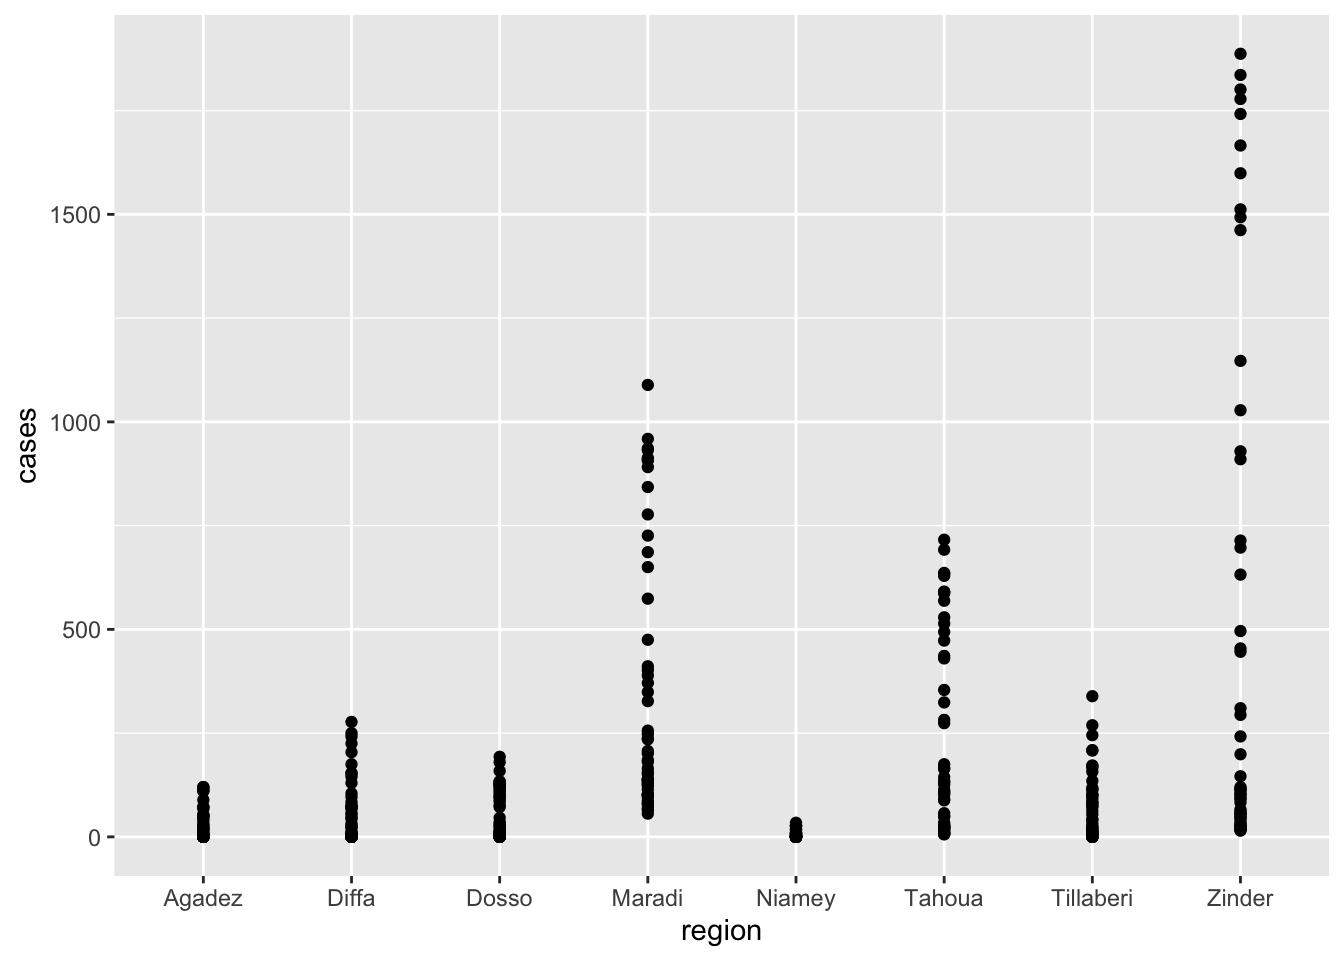 cases
1500
1000
500
0
Agadez Diffa Dosso Maradi Niamey Tahoua Tillaberi Zinder
region